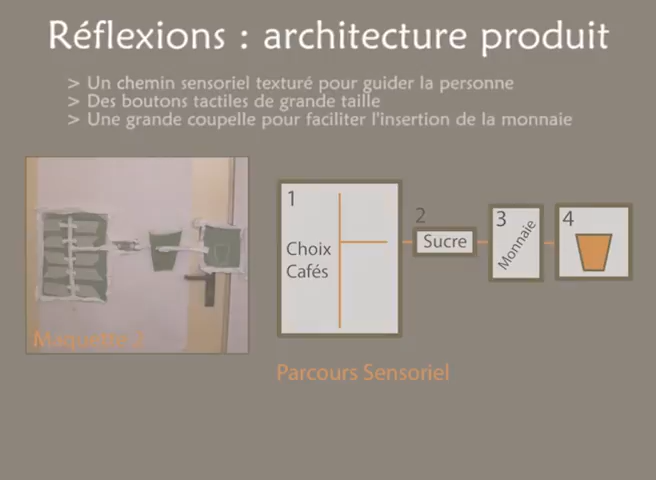 Réflexions : architecture produit
> Un chemin sensoriel texturé pour guider la personne
> Des boutons tactiles de grande taille
> Une grande coupelle pour faciliter l'insertion de la monnaie
1
Choix
Cafés
2
Sucre
3
Monnaie
4
Maquette 2
Parcours Sensoriel